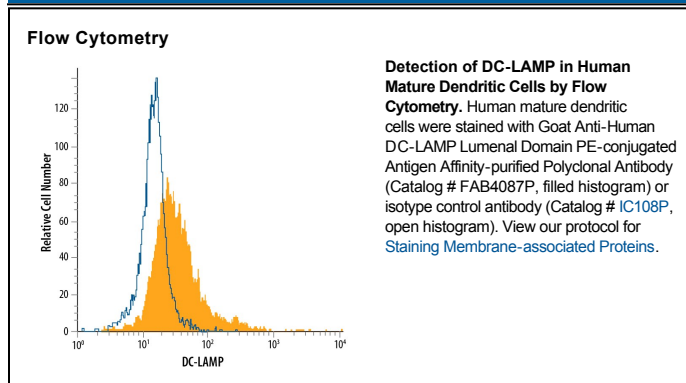 Flow Cytometry
Detection of DC-LAMP in Human
Mature Dendritic Cells by Flow
Cytometry. Human mature dendritic
cells were stained with Goat Anti-Human
DC-LAMP Lumenal Domain PE-conjugated
Antigen Affinity-purified Polyclonal Antibody
(Catalog # FAB4087P, filled histogram) or
isotype control antibody (Catalog # IC108P,
open histogram). View our protocol for
Staining Membrane-associated Proteins.
Relative Cell Number
120
100
80
60
40
20
0
10⁰ 10¹ 10² 10³ 10⁴
DC-LAMP